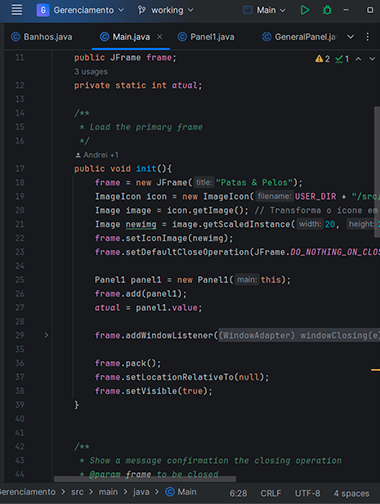 G Gerenciamento working Main
Banhos.java Main.java Panel1.java GeneralPanel.ja
11 public JFrame frame; 2 1
3 usages
12 private static int atual;
13
14 /**
15 * Load the primary frame
16 */
Andrei +1
17 public void init(){
18 frame = new JFrame( title: "Patas & Pelos");
19 ImageIcon icon = new ImageIcon( filename: USER_DIR + "/src/
20 Image image = icon.getImage(); // Transforma o ícone em
21 Image newimg = image.getScaledInstance( width: 20, height: 2
22 frame.setIconImage(newimg);
23 frame.setDefaultCloseOperation(JFrame.DO_NOTHING_ON_CLOS
24
25 Panel1 panel1 = new Panel1( main: this);
26 frame.add(panel1);
27 atual = panel1.value;
28
29 frame.addWindowListener((WindowAdapter) windowClosing(e)
35
36 frame.pack();
37 frame.setLocationRelativeTo(null);
38 frame.setVisible(true);
39 }
40
41
42 /**
43 * Show a message confirmation the closing operation
44 * @param frame to be closed
Gerenciamento > src > main > java > Main 6:28 CRLF UTF-8 4 spaces